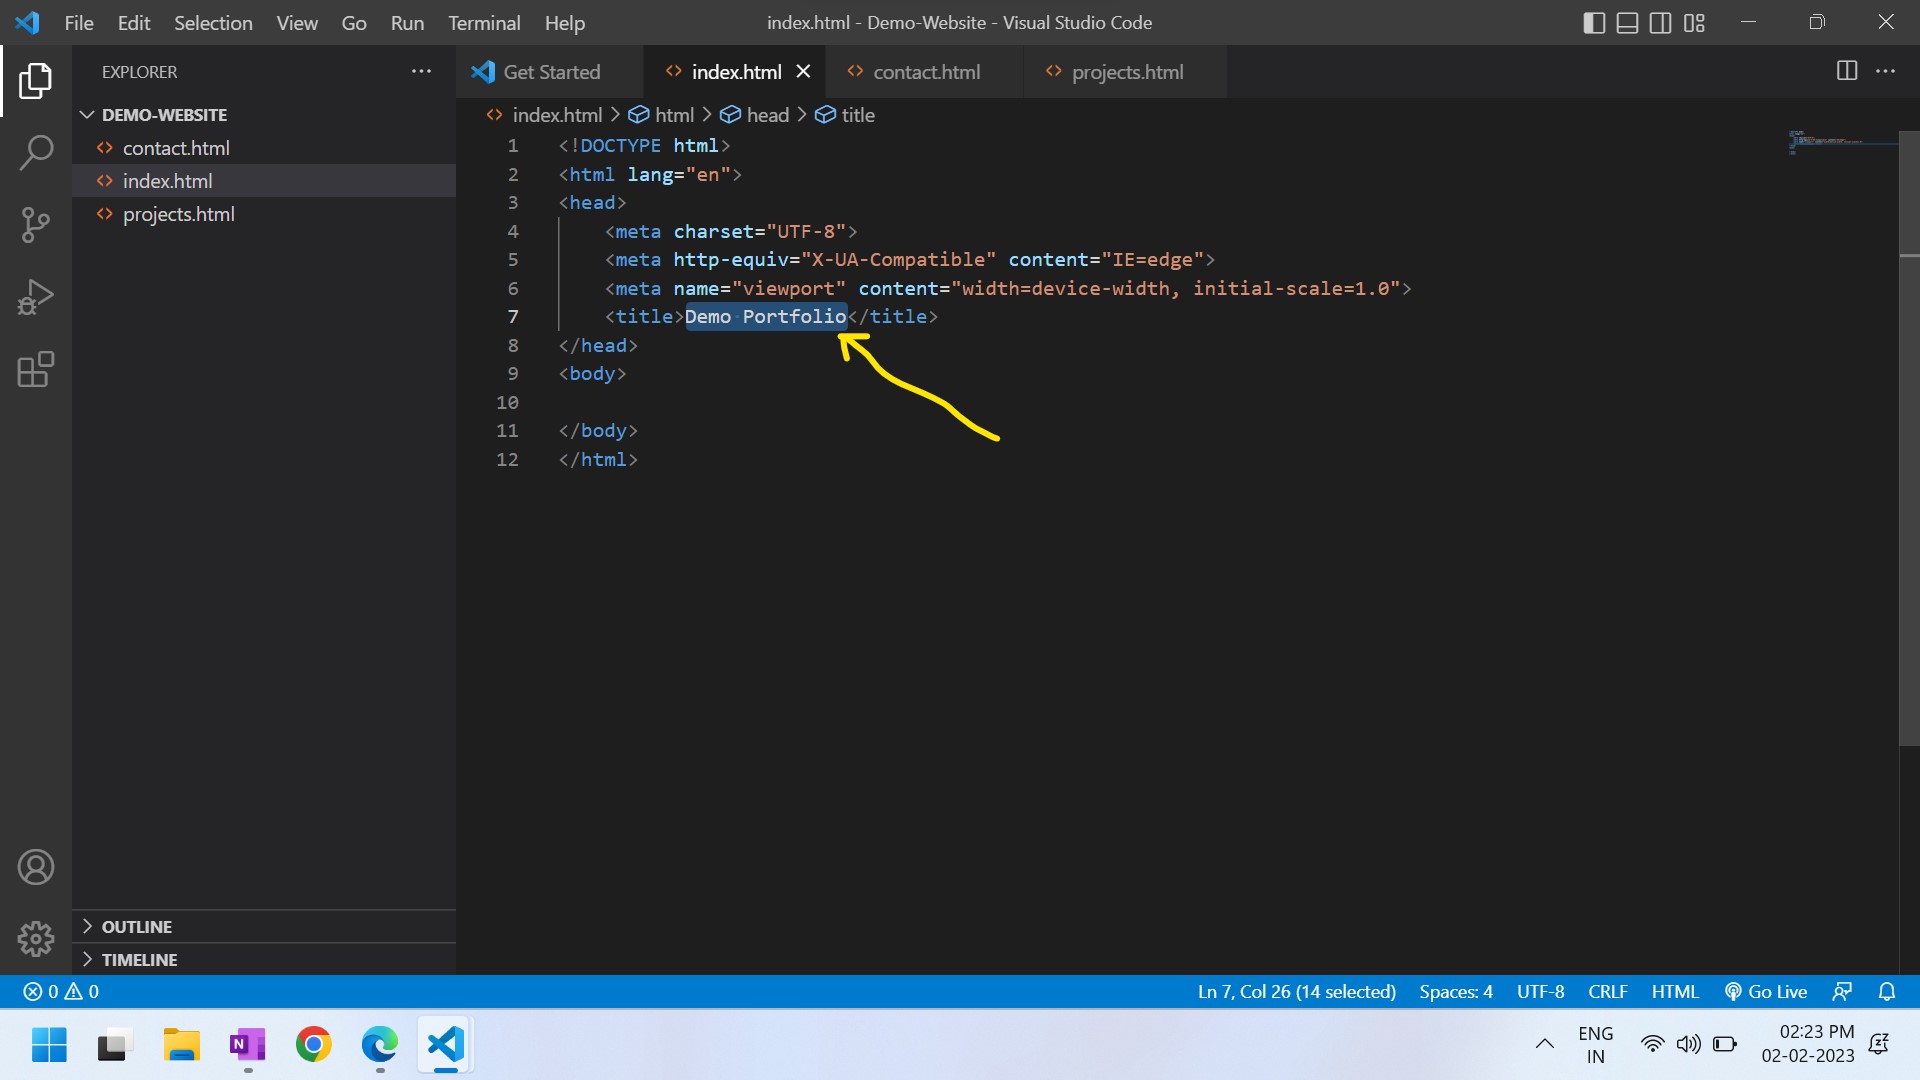 File Edit Selection View Go Run Terminal Help
index.html - Demo-Website - Visual Studio Code
EXPLORER
DEMO-WEBSITE
contact.html
index.html
projects.html
OUTLINE
TIMELINE
Get Started
index.html
contact.html
projects.html
index.html > html > head > title
1 <!DOCTYPE html>
2 <html lang="en">
3 <head>
4 <meta charset="UTF-8">
5 <meta http-equiv="X-UA-Compatible" content="IE=edge">
6 <meta name="viewport" content="width=device-width, initial-scale=1.0">
7 <title>Demo Portfolio</title>
8 </head>
9 <body>
10
11 </body>
12 </html>
0 0
Ln 7, Col 26 (14 selected) Spaces: 4 UTF-8 CRLF HTML Go Live
N
ENG
IN
02:23 PM
02-02-2023